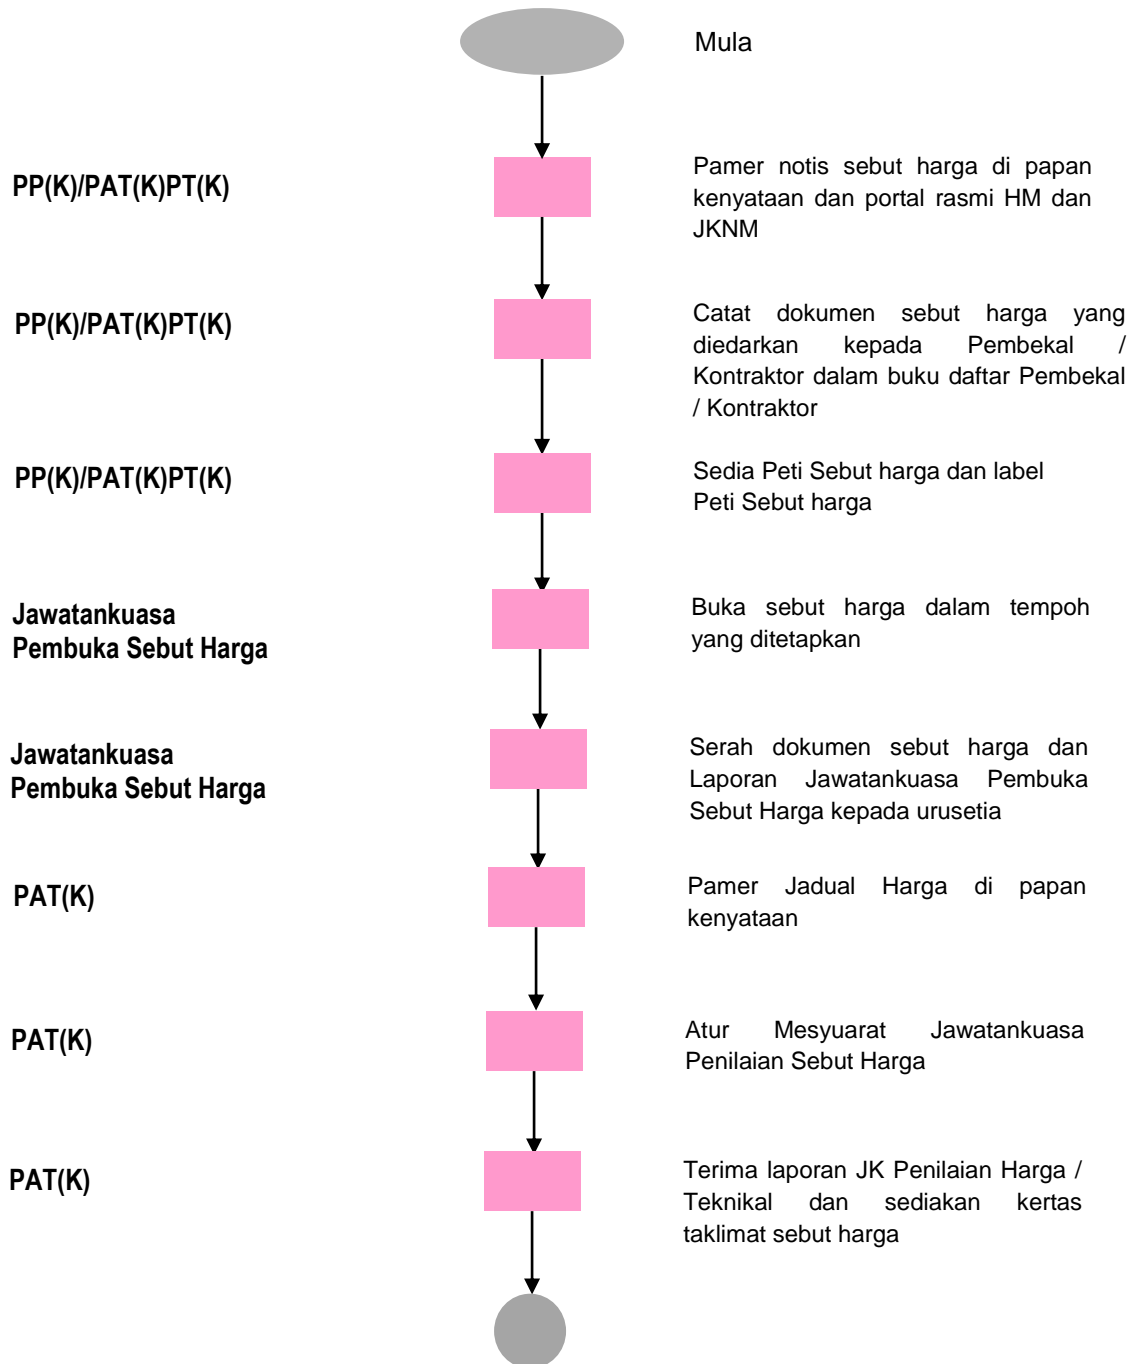 Mula
PP(K)/PAT(K)PT(K)
Pamer notis sebut harga di papan
kenyataan dan portal rasmi HM dan
JKNM
PP(K)/PAT(K)PT(K)
Catat dokumen sebut harga yang
diedarkan kepada Pembekal /
Kontraktor dalam buku daftar Pembekal
/ Kontraktor
PP(K)/PAT(K)PT(K)
Sedia Peti Sebut harga dan label
Peti Sebut harga
Jawatankuasa
Pembuka Sebut Harga
Buka sebut harga dalam tempoh
yang ditetapkan
Jawatankuasa
Pembuka Sebut Harga
Serah dokumen sebut harga dan
Laporan Jawatankuasa Pembuka
Sebut Harga kepada urusetia
PAT(K)
Pamer Jadual Harga di papan
kenyataan
PAT(K)
Atur Mesyuarat Jawatankuasa
Penilaian Sebut Harga
PAT(K)
Terima laporan JK Penilaian Harga /
Teknikal dan sediakan kertas
taklimat sebut harga